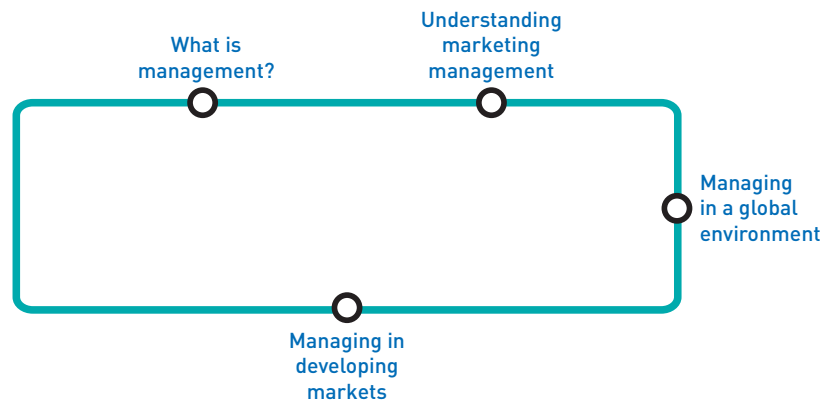 What is
management?
Understanding
marketing
management
Managing
in a global
environment
Managing in
developing
markets